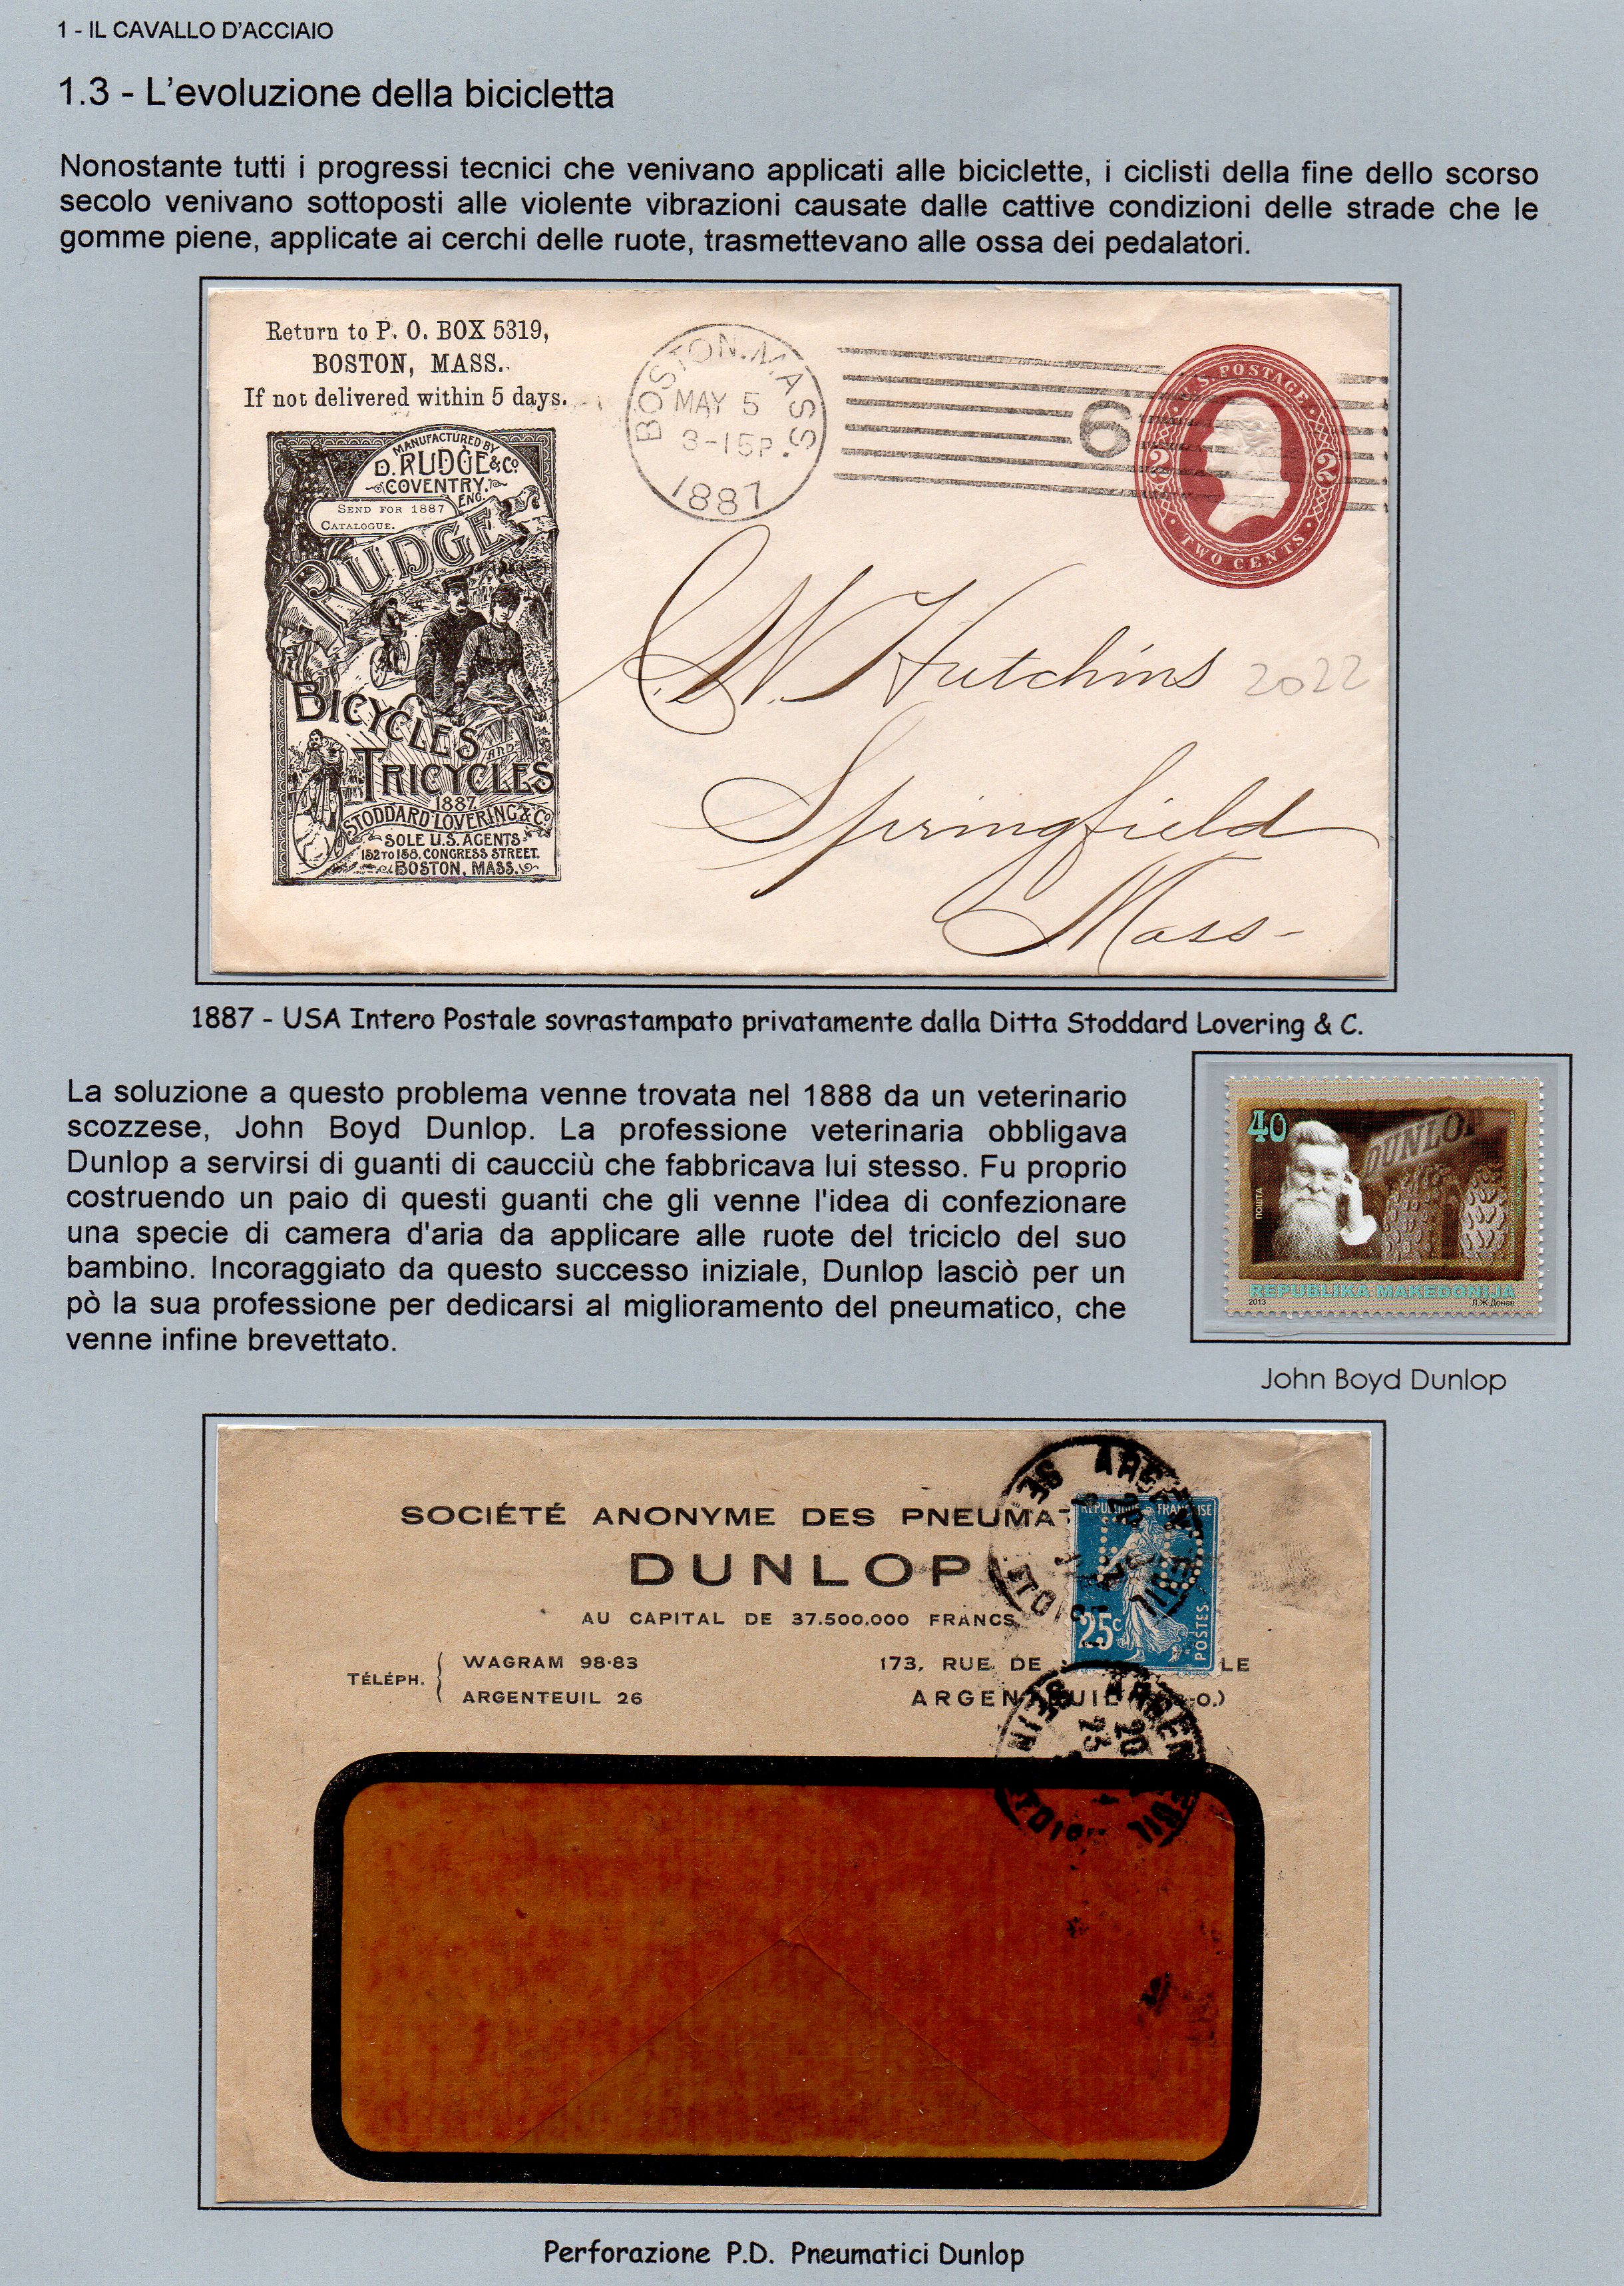 1 - IL CAVALLO D'ACCIAIO
1.3 - L'evoluzione della bicicletta
Nonostante tutti i progressi tecnici che venivano applicati alle biciclette, i ciclisti della fine dello scorso
secolo venivano sottoposti alle violente vibrazioni causate dalle cattive condizioni delle strade che le
gomme piene, applicate ai cerchi delle ruote, trasmettevano alle ossa dei pedalatori.
Return to P. O. BOX 5319,
BOSTON, MASS.
If not delivered within 5 days.
MANUFACTURED BY
D. RUDGE & Co
COVENTRY.
ENG.
SEND FOR 1887
CATALOGUE.
RUDGE
BICYCLES
AND
TRICYCLES
1887
STODDARD LOVERING & Co
SOLE U.S. AGENTS
152 TO 158. CONGRESS STREET.
BOSTON, MASS.
BOSTON. MASS.
MAY 5
3-15P.
1887
6
U.S. POSTAGE
2 2
TWO CENTS
C. W. Hutchins
2022
Springfield
Mass-
1887 - USA Intero Postale sovrastampato privatamente dalla Ditta Stoddard Lovering & C.
La soluzione a questo problema venne trovata nel 1888 da un veterinario
scozzese, John Boyd Dunlop. La professione veterinaria obbligava
Dunlop a servirsi di guanti di caucciù che fabbricava lui stesso. Fu proprio
costruendo un paio di questi guanti che gli venne l'idea di confezionare
una specie di camera d'aria da applicare alle ruote del triciclo del suo
bambino. Incoraggiato da questo successo iniziale, Dunlop lasciò per un
pò la sua professione per dedicarsi al miglioramento del pneumatico, che
venne infine brevettato.
40
DUNLOP
ПОШТА
REPUBLIKA MAKEDONIJA
2013
Л.Ж.Донев
John Boyd Dunlop
SOCIÉTÉ ANONYME DES PNEUMAT
DUNLOP
AU CAPITAL DE 37.500.000 FRANCS
TÉLÉPH.
WAGRAM 98·83
ARGENTEUIL 26
173, RUE DE
LE
ARGENTEUIL
O.)
REPUBLIQUE FRANÇAISE
25c
POSTES
Perforazione P.D. Pneumatici Dunlop